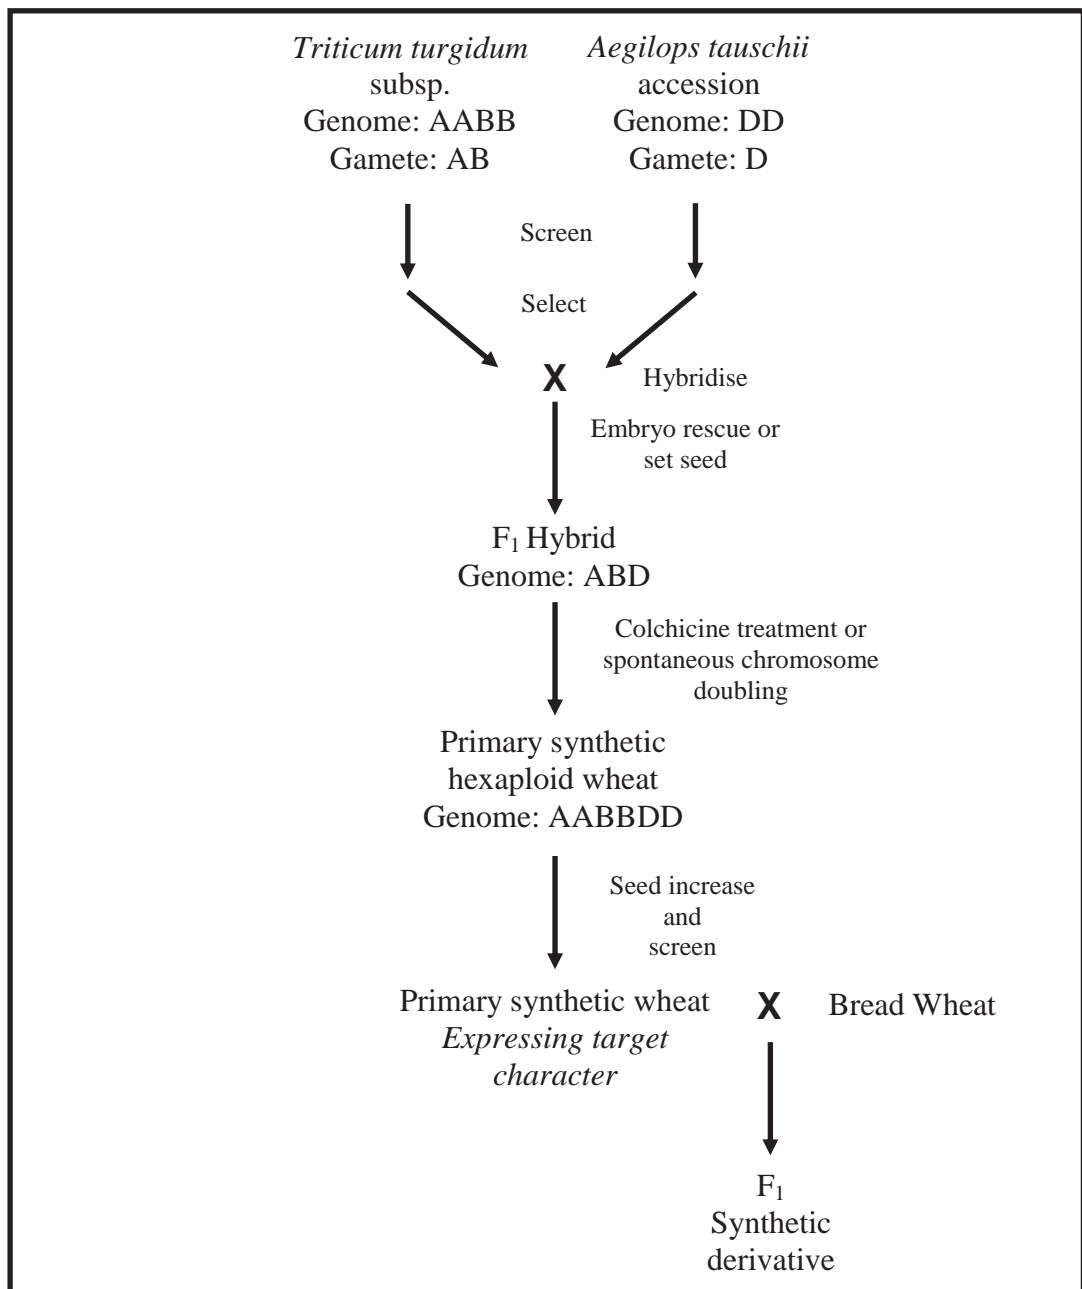 Triticum turgidum
subsp.
Genome: AABB
Gamete: AB
Aegilops tauschii
accession
Genome: DD
Gamete: D
Screen
Select
X
Hybridise
Embryo rescue or
set seed
F₁ Hybrid
Genome: ABD
Colchicine treatment or
spontaneous chromosome
doubling
Primary synthetic
hexaploid wheat
Genome: AABBDD
Seed increase
and
screen
Primary synthetic wheat
Expressing target
character
X
Bread Wheat
F₁
Synthetic
derivative